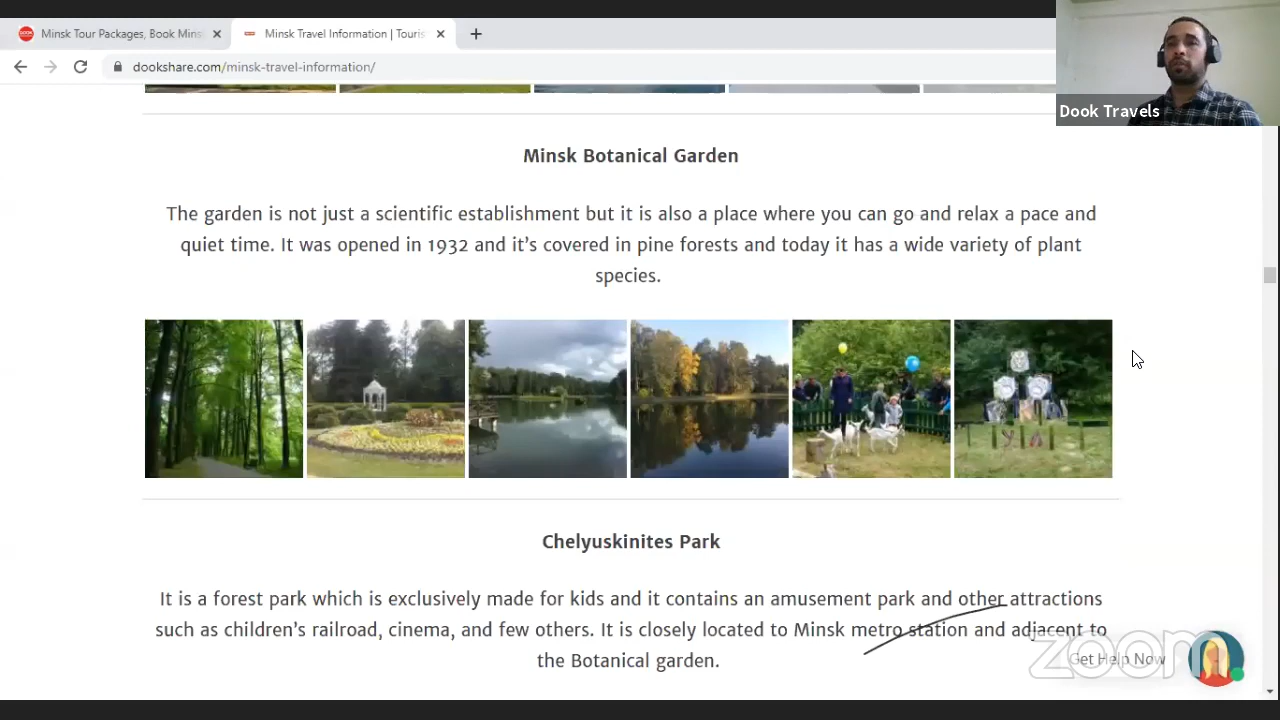 Minsk Tour Packages, Book Mins
Minsk Travel Information | Touris
dookshare.com/minsk-travel-information/
Dook Travels
Minsk Botanical Garden
The garden is not just a scientific establishment but it is also a place where you can go and relax a pace and
quiet time. It was opened in 1932 and it's covered in pine forests and today it has a wide variety of plant
species.
Chelyuskinites Park
It is a forest park which is exclusively made for kids and it contains an amusement park and other attractions
such as children's railroad, cinema, and few others. It is closely located to Minsk metro station and adjacent to
the Botanical garden.
zoom
Get Help Now